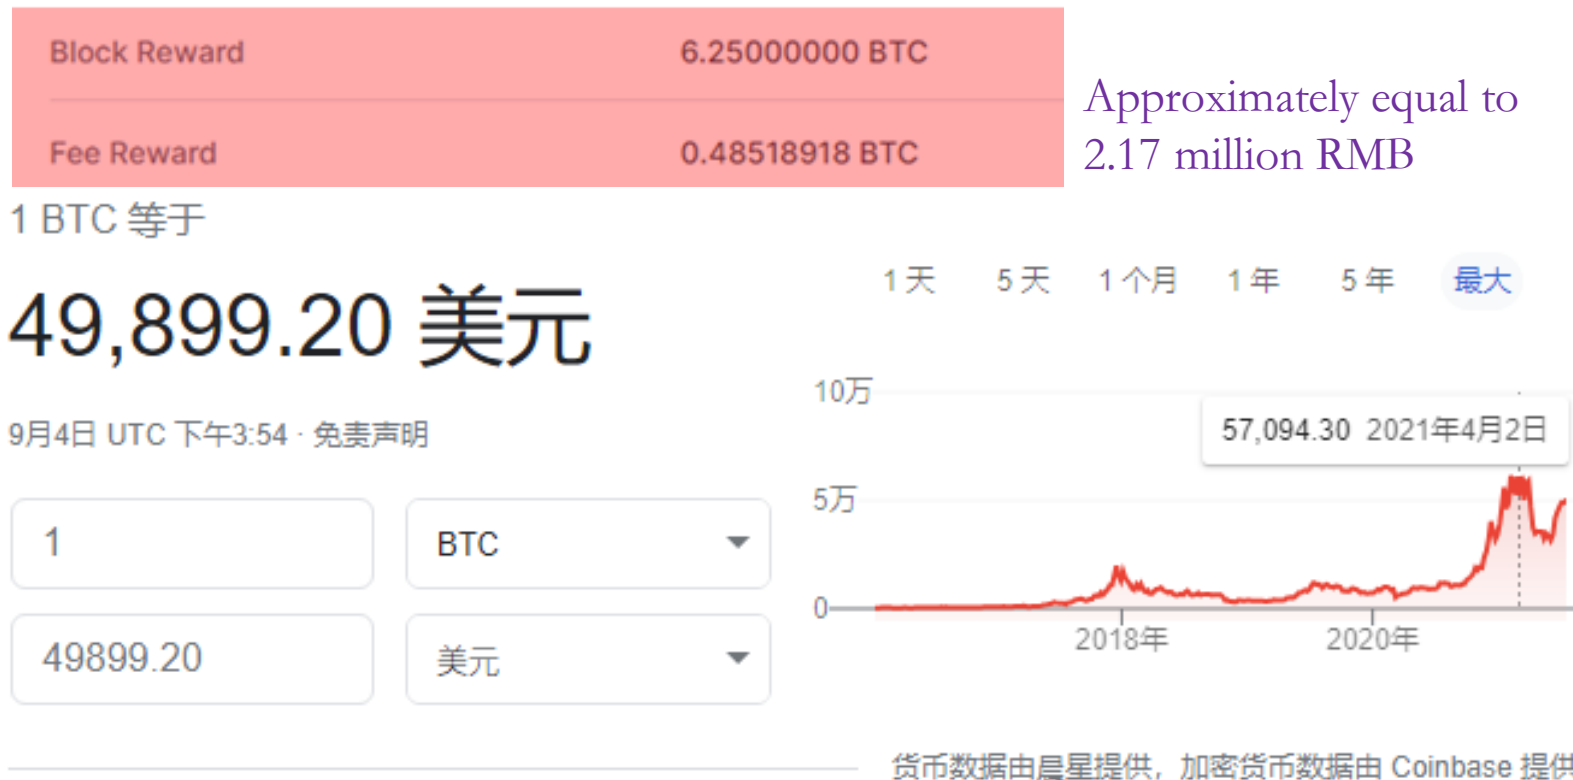 Block Reward 6.25000000 BTC
Fee Reward 0.48518918 BTC
Approximately equal to
2.17 million RMB
1 BTC 等于
49,899.20 美元
9月4日 UTC 下午3:54 · 免责声明
1 BTC
49899.20 美元
1天 5天 1个月 1年 5年 最大
10万
57,094.30 2021年4月2日
5万
0
2018年 2020年
货币数据由晨星提供，加密货币数据由 Coinbase 提供